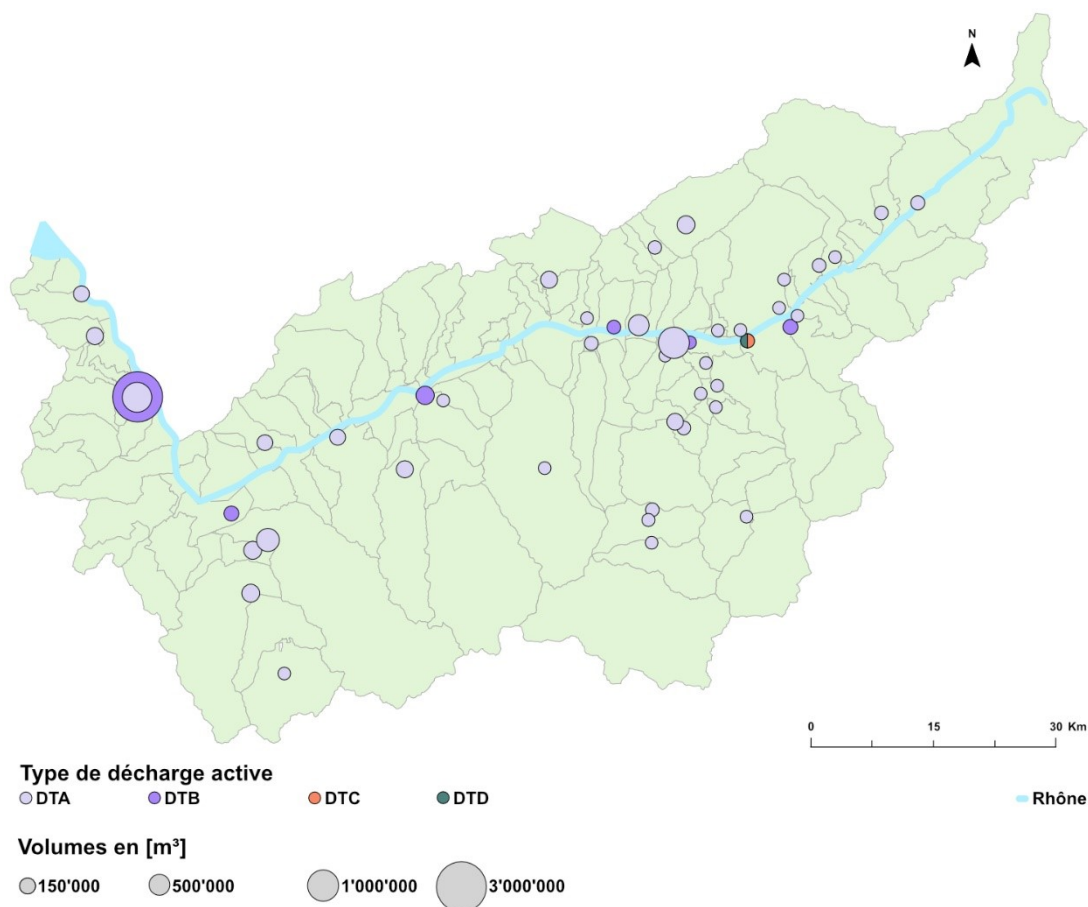 N
0 15 30 Km
Type de décharge active
DTA DTB DTC DTD Rhône
Volumes en [m³]
150'000 500'000 1'000'000 3'000'000